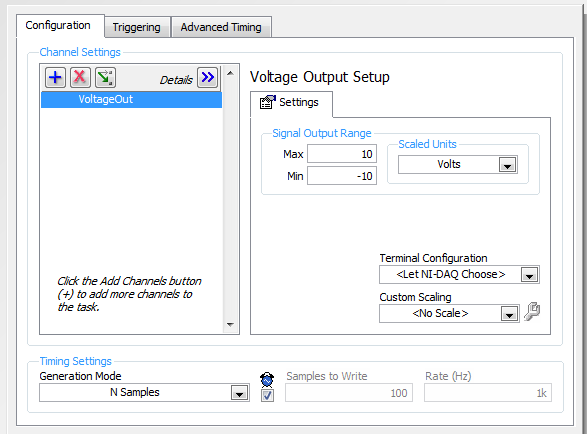 Configuration Triggering Advanced Timing
Channel Settings
Details
VoltageOut
Click the Add Channels button
(+) to add more channels to
the task.
Voltage Output Setup
Settings
Signal Output Range
Max 10
Min -10
Scaled Units
Volts
Terminal Configuration
<Let NI-DAQ Choose>
Custom Scaling
<No Scale>
Timing Settings
Generation Mode Samples to Write Rate (Hz)
N Samples 100 1k